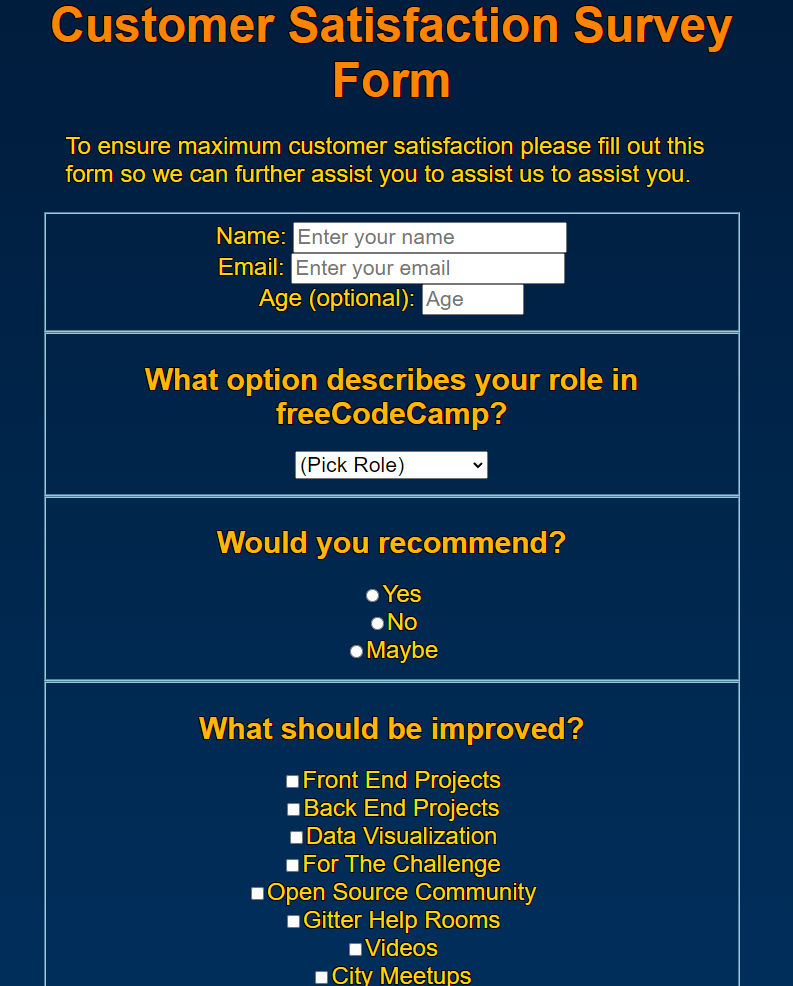 Customer Satisfaction Survey
Form
To ensure maximum customer satisfaction please fill out this
form so we can further assist you to assist us to assist you.
Name: Enter your name
Email: Enter your email
Age (optional): Age
What option describes your role in
freeCodeCamp?
(Pick Role)
Would you recommend?
Yes
No
Maybe
What should be improved?
Front End Projects
Back End Projects
Data Visualization
For The Challenge
Open Source Community
Gitter Help Rooms
Videos
City Meetups